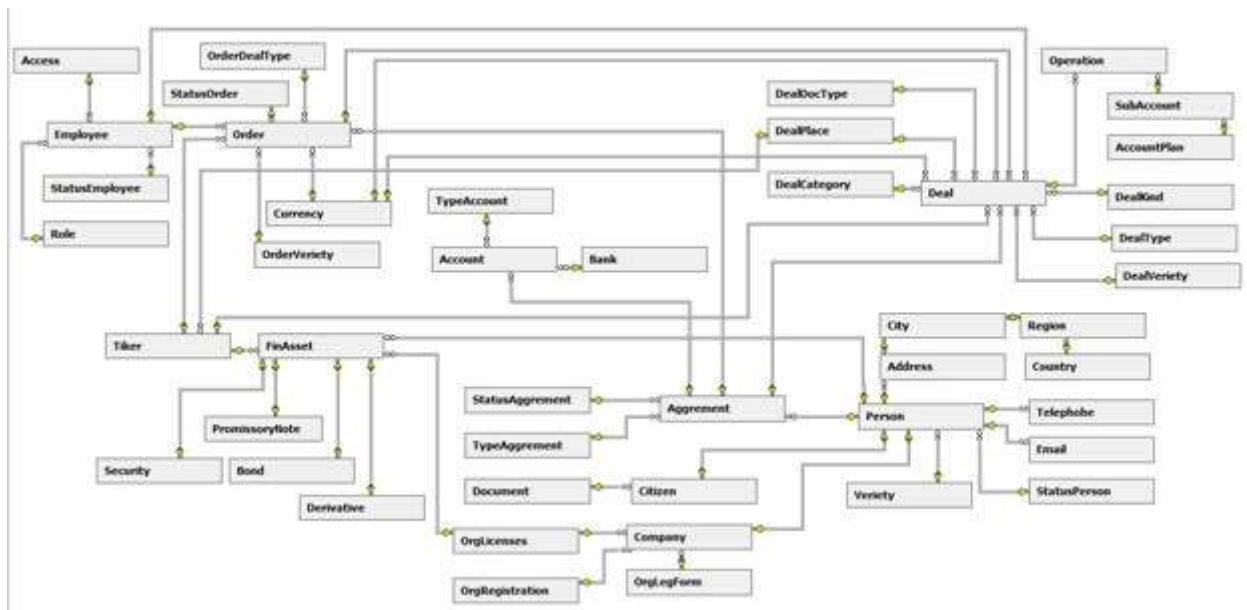 Access
OrderDealType
Operation
StatusOrder
DealDocType
SubAccount
Employee
Order
DealPlace
AccountPlan
StatusEmployee
DealCategory
Deal
DealKind
TypeAccount
Currency
Role
DealType
OrderVeriety
Account
Bank
DealVeriety
City
Region
Tiker
FinAsset
Address
Country
StatusAggrement
Aggrement
Person
Telephobe
PromissoryNote
TypeAggrement
Email
Security
Bond
Document
Citizen
Veriety
StatusPerson
Derivative
OrgLicenses
Company
OrgRegistration
OrgLegForm